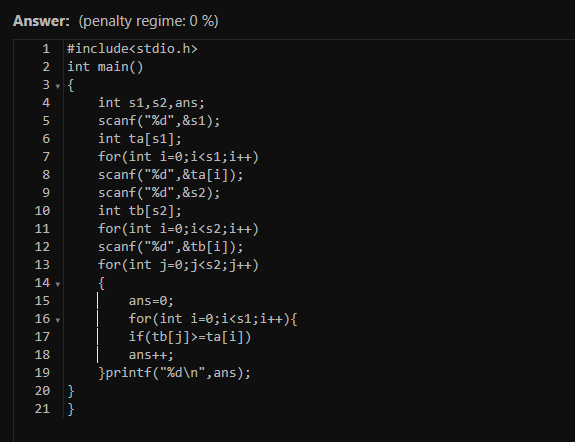 Answer: (penalty regime: 0 %)
1 #include<stdio.h>
2 int main()
3 {
4     int s1,s2,ans;
5     scanf("%d",&s1);
6     int ta[s1];
7     for(int i=0;i<s1;i++)
8     scanf("%d",&ta[i]);
9     scanf("%d",&s2);
10     int tb[s2];
11     for(int i=0;i<s2;i++)
12     scanf("%d",&tb[i]);
13     for(int j=0;j<s2;j++)
14     {
15         ans=0;
16         for(int i=0;i<s1;i++){
17         if(tb[j]>=ta[i])
18         ans++;
19     }printf("%d\n",ans);
20 }
21 }